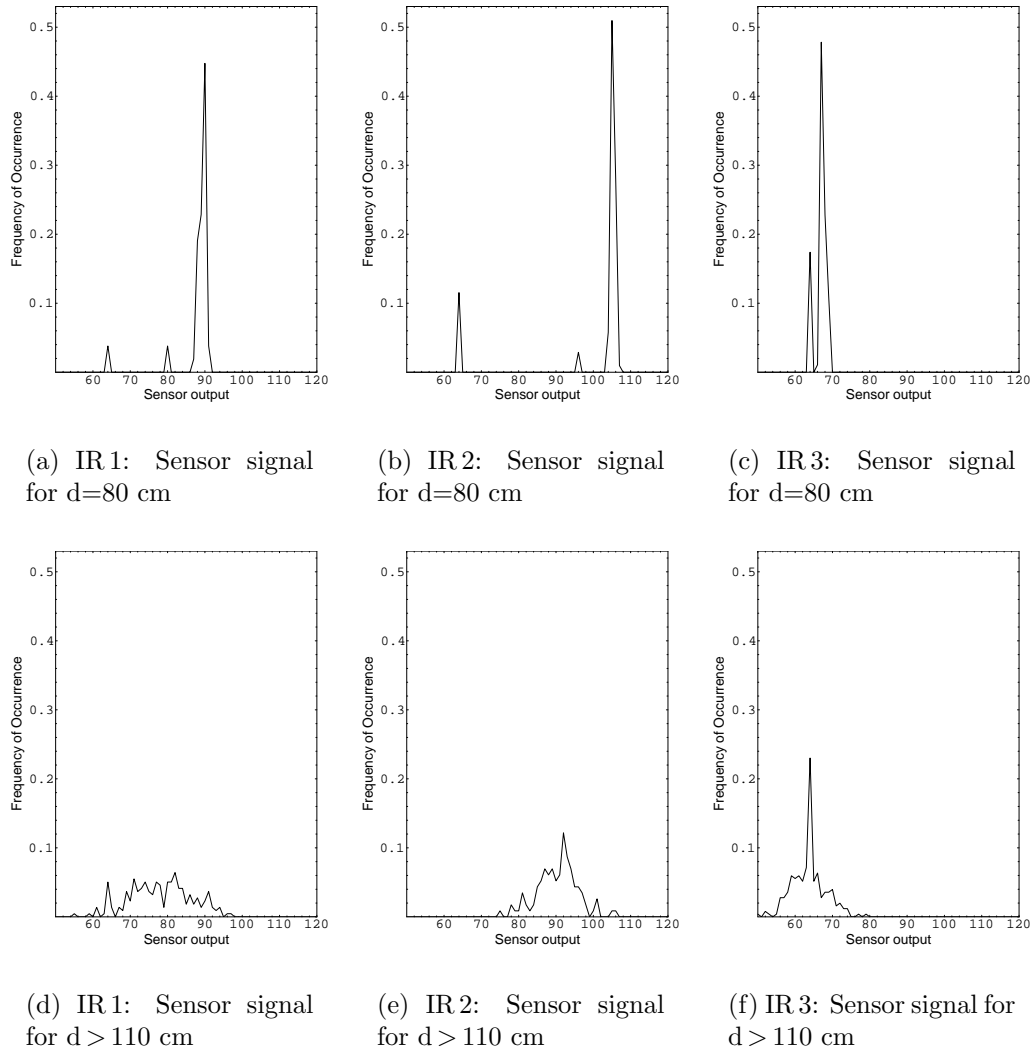 0.5
0.4
0.3
0.2
0.1
Frequency of Occurrence
60 70 80 90 100 110 120
Sensor output
(a) IR 1: Sensor signal
for d=80 cm
0.5
0.4
0.3
0.2
0.1
Frequency of Occurrence
60 70 80 90 100 110 120
Sensor output
(b) IR 2: Sensor signal
for d=80 cm
0.5
0.4
0.3
0.2
0.1
Frequency of Occurrence
60 70 80 90 100 110 120
Sensor output
(c) IR 3: Sensor signal
for d=80 cm
0.5
0.4
0.3
0.2
0.1
Frequency of Occurrence
60 70 80 90 100 110 120
Sensor output
(d) IR 1: Sensor signal
for d > 110 cm
0.5
0.4
0.3
0.2
0.1
Frequency of Occurrence
60 70 80 90 100 110 120
Sensor output
(e) IR 2: Sensor signal
for d > 110 cm
0.5
0.4
0.3
0.2
0.1
Frequency of Occurrence
60 70 80 90 100 110 120
Sensor output
(f) IR 3: Sensor signal for
d > 110 cm